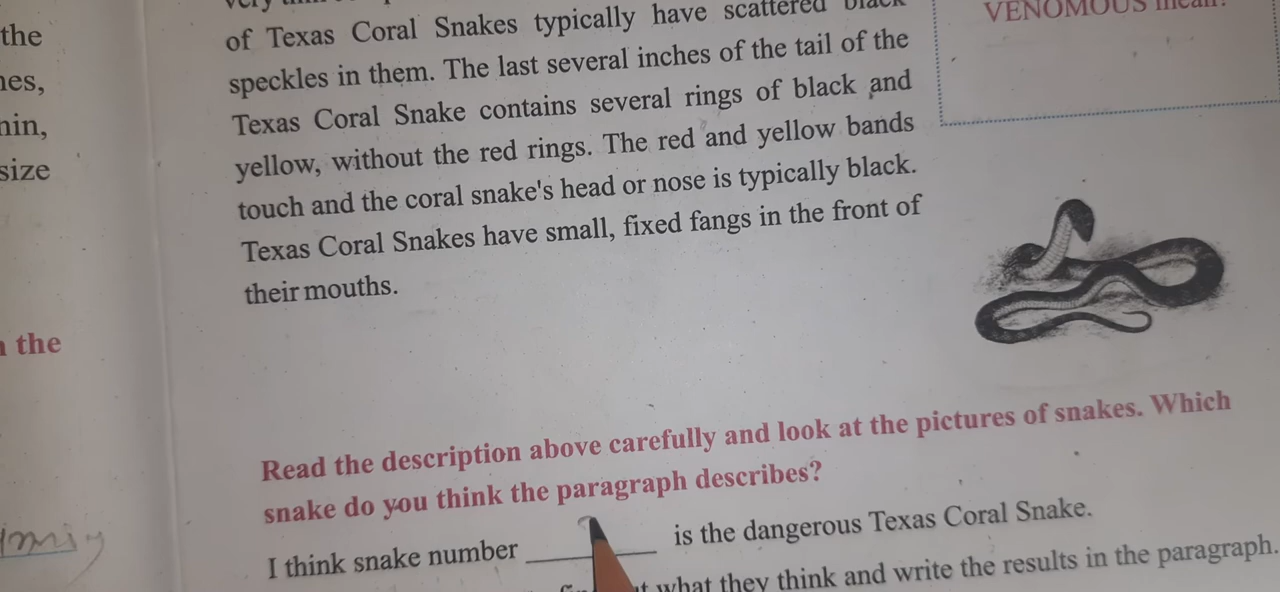 the
nes,
nin,
size
the
of Texas Coral Snakes typically have scattered black
speckles in them. The last several inches of the tail of the
Texas Coral Snake contains several rings of black and
yellow, without the red rings. The red and yellow bands
touch and the coral snake's head or nose is typically black.
Texas Coral Snakes have small, fixed fangs in the front of
their mouths.
VENOMOUS mean?
Read the description above carefully and look at the pictures of snakes. Which
snake do you think the paragraph describes?
I think snake number ______ is the dangerous Texas Coral Snake.
what they think and write the results in the paragraph.